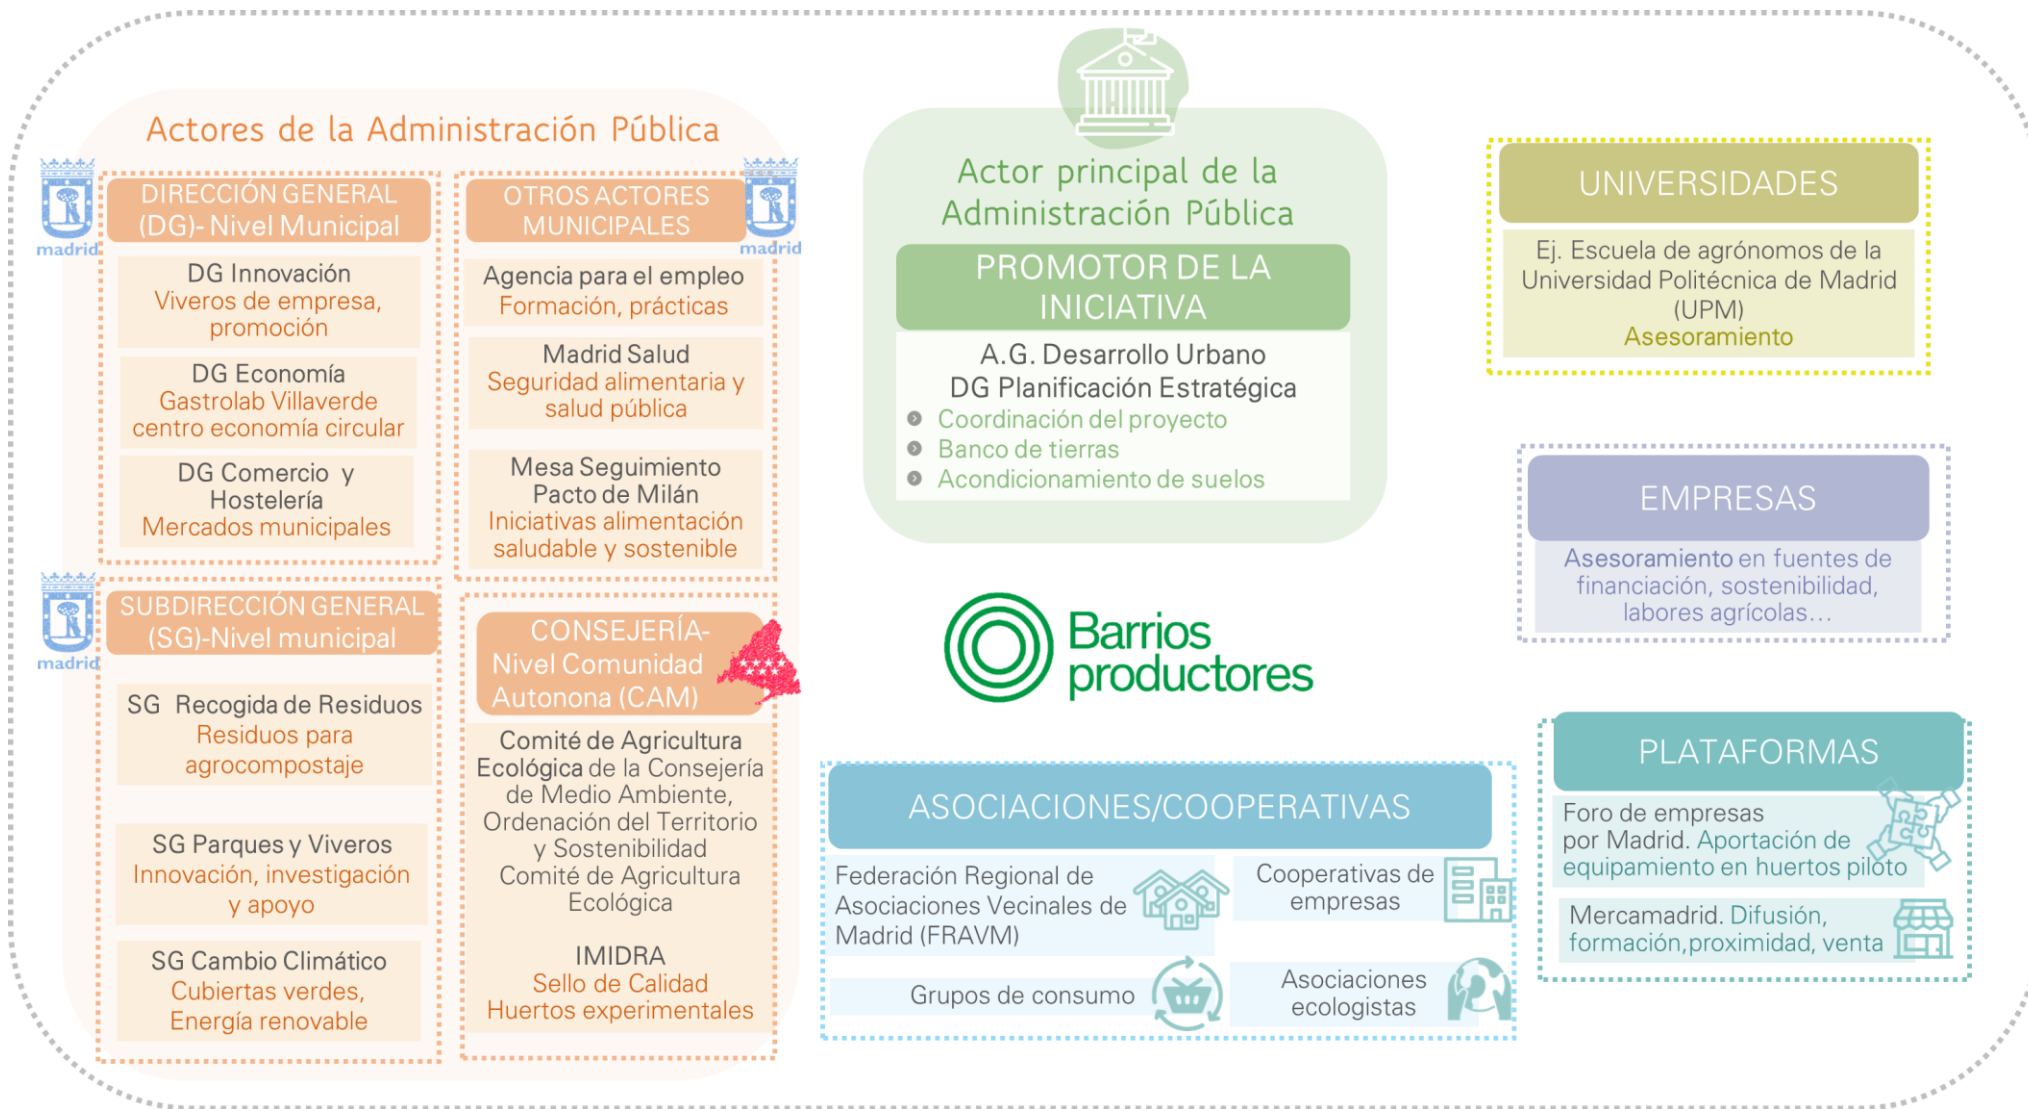 Actores de la Administración Pública
madrid
DIRECCIÓN GENERAL
(DG)- Nivel Municipal
DG Innovación
Viveros de empresa,
promoción
DG Economía
Gastrolab Villaverde
centro economía circular
DG Comercio y
Hostelería
Mercados municipales
OTROS ACTORES
MUNICIPALES
madrid
Agencia para el empleo
Formación, prácticas
Madrid Salud
Seguridad alimentaria y
salud pública
Mesa Seguimiento
Pacto de Milán
Iniciativas alimentación
saludable y sostenible
madrid
SUBDIRECCIÓN GENERAL
(SG)-Nivel municipal
SG Recogida de Residuos
Residuos para
agrocompostaje
SG Parques y Viveros
Innovación, investigación
y apoyo
SG Cambio Climático
Cubiertas verdes,
Energía renovable
CONSEJERÍA-
Nivel Comunidad
Autonona (CAM)
Comité de Agricultura
Ecológica de la Consejería
de Medio Ambiente,
Ordenación del Territorio
y Sostenibilidad
Comité de Agricultura
Ecológica
IMIDRA
Sello de Calidad
Huertos experimentales
Actor principal de la
Administración Pública
PROMOTOR DE LA
INICIATIVA
A.G. Desarrollo Urbano
DG Planificación Estratégica
Coordinación del proyecto
Banco de tierras
Acondicionamiento de suelos
Barrios
productores
ASOCIACIONES/COOPERATIVAS
Federación Regional de
Asociaciones Vecinales de
Madrid (FRAVM)
Cooperativas de
empresas
Grupos de consumo
Asociaciones
ecologistas
UNIVERSIDADES
Ej. Escuela de agrónomos de la
Universidad Politécnica de Madrid
(UPM)
Asesoramiento
EMPRESAS
Asesoramiento en fuentes de
financiación, sostenibilidad,
labores agrícolas...
PLATAFORMAS
Foro de empresas
por Madrid. Aportación de
equipamiento en huertos piloto
Mercamadrid. Difusión,
formación,proximidad, venta